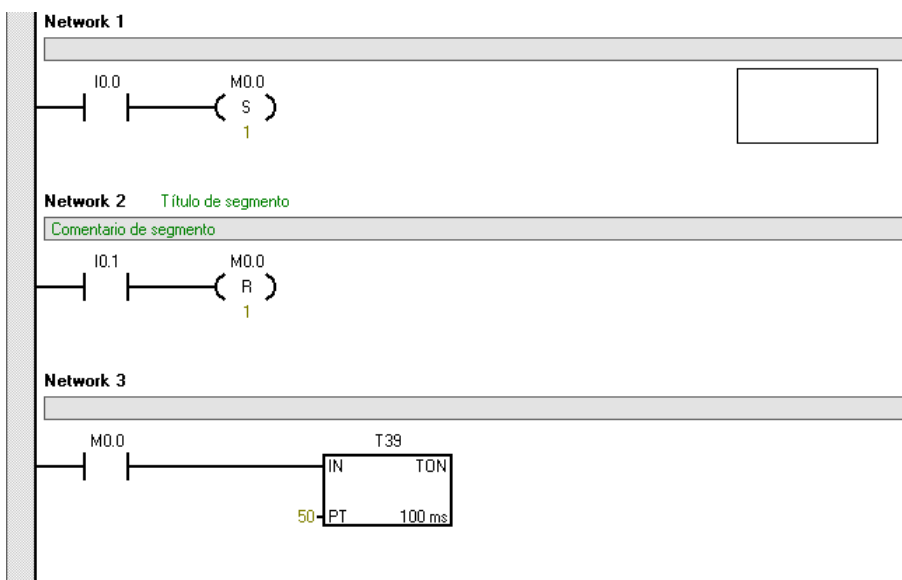 Network 1
I0.0 M0.0
S
1
Network 2 Título de segmento
Comentario de segmento
I0.1 M0.0
R
1
Network 3
M0.0 T39
IN TON
50 PT 100 ms